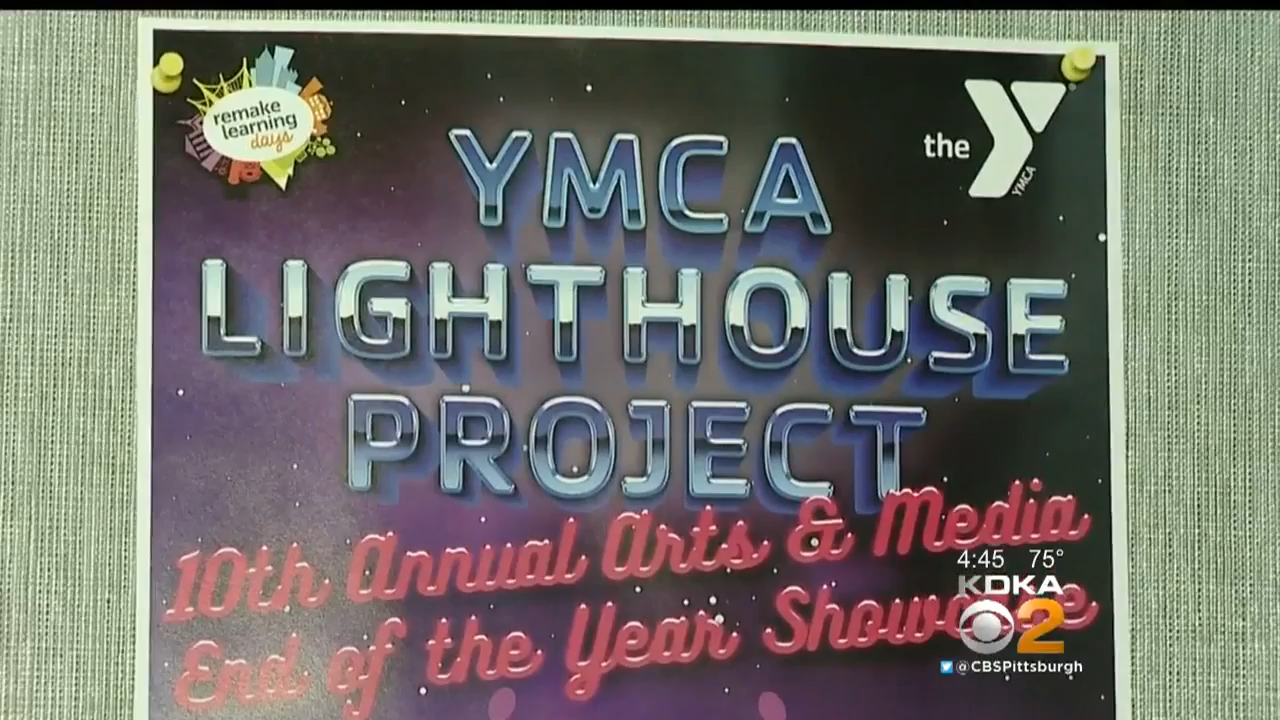 remake
learning
days
the
YMCA
YMCA
LIGHTHOUSE
PROJECT
10th Annual Arts & Media
End of the Year Showcase
4:45 75°
KDKA
2
@CBSPittsburgh